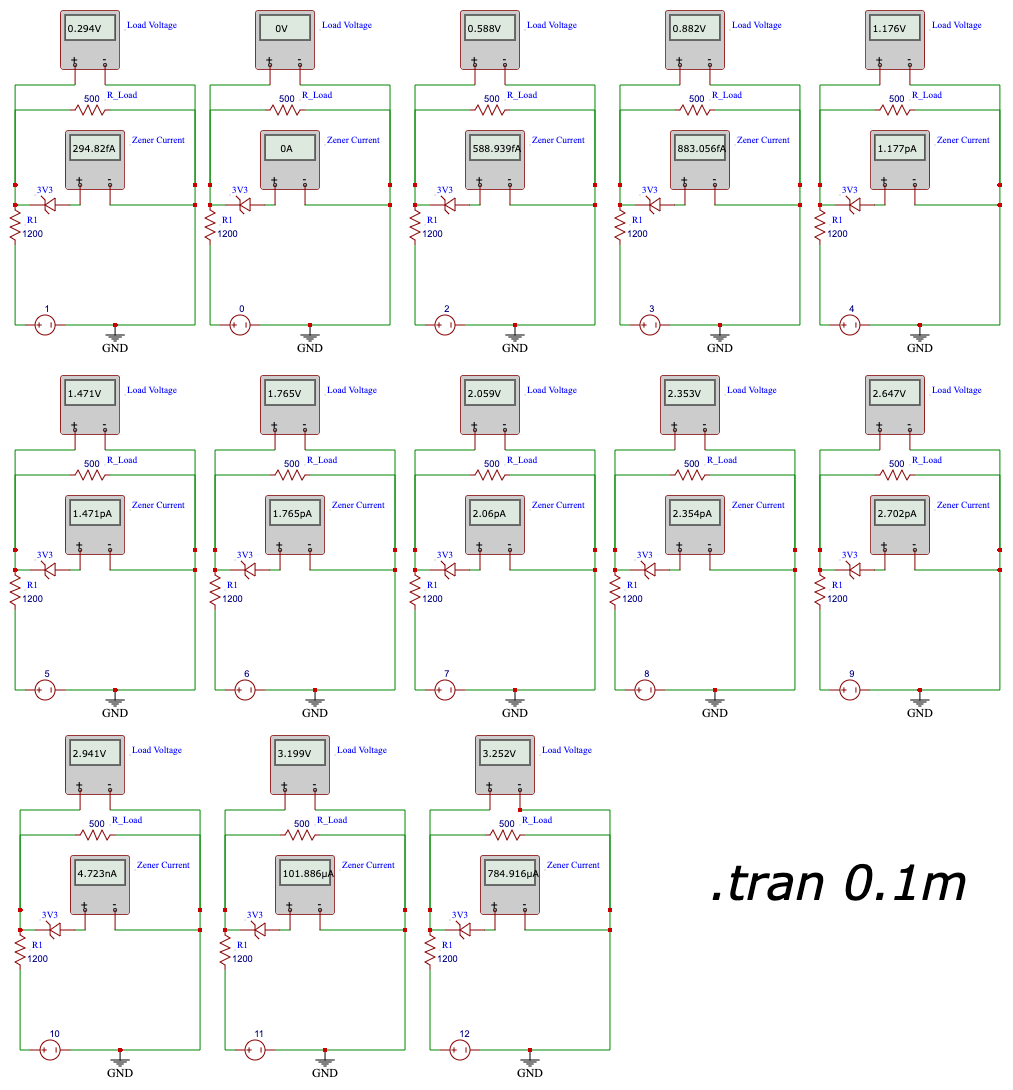 0.294V
Load Voltage
0V
Load Voltage
0.588V
Load Voltage
0.882V
Load Voltage
1.176V
Load Voltage
R_Load
500
R_Load
500
R_Load
500
R_Load
500
R_Load
500
294.82fA
Zener Current
0A
Zener Current
588.939fA
Zener Current
883.056fA
Zener Current
1.177pA
Zener Current
3V3
3V3
3V3
3V3
3V3
R1
1200
R1
1200
R1
1200
R1
1200
R1
1200
1
0
2
3
4
GND
GND
GND
GND
GND
1.471V
Load Voltage
1.765V
Load Voltage
2.059V
Load Voltage
2.353V
Load Voltage
2.647V
Load Voltage
R_Load
500
R_Load
500
R_Load
500
R_Load
500
R_Load
500
1.471pA
Zener Current
1.765pA
Zener Current
2.06pA
Zener Current
2.354pA
Zener Current
2.702pA
Zener Current
3V3
3V3
3V3
3V3
3V3
R1
1200
R1
1200
R1
1200
R1
1200
R1
1200
5
6
7
8
9
GND
GND
GND
GND
GND
2.941V
Load Voltage
3.199V
Load Voltage
3.252V
Load Voltage
R_Load
500
R_Load
500
R_Load
500
4.723nA
Zener Current
101.886µA
Zener Current
784.916µA
Zener Current
.tran 0.1m
3V3
3V3
3V3
R1
1200
R1
1200
R1
1200
10
11
12
GND
GND
GND